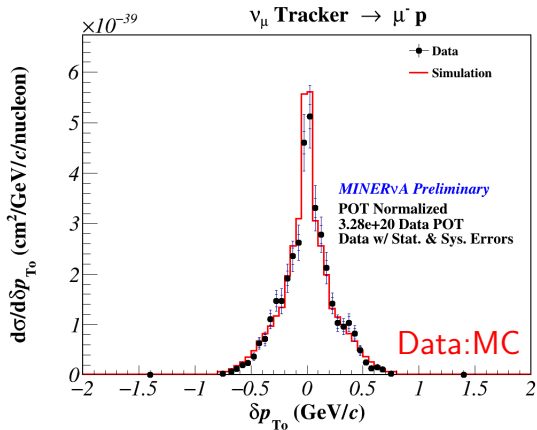 ν_μ Tracker → μ⁻ p
×10⁻³⁹
dσ/dδp_To (cm²/GeV/c/nucleon)
6
5
4
3
2
1
0
Data
Simulation
MINERνA Preliminary
POT Normalized
3.28e+20 Data POT
Data w/ Stat. & Sys. Errors
Data:MC
−2 −1.5 −1 −0.5 0 0.5 1 1.5 2
δp_To (GeV/c)